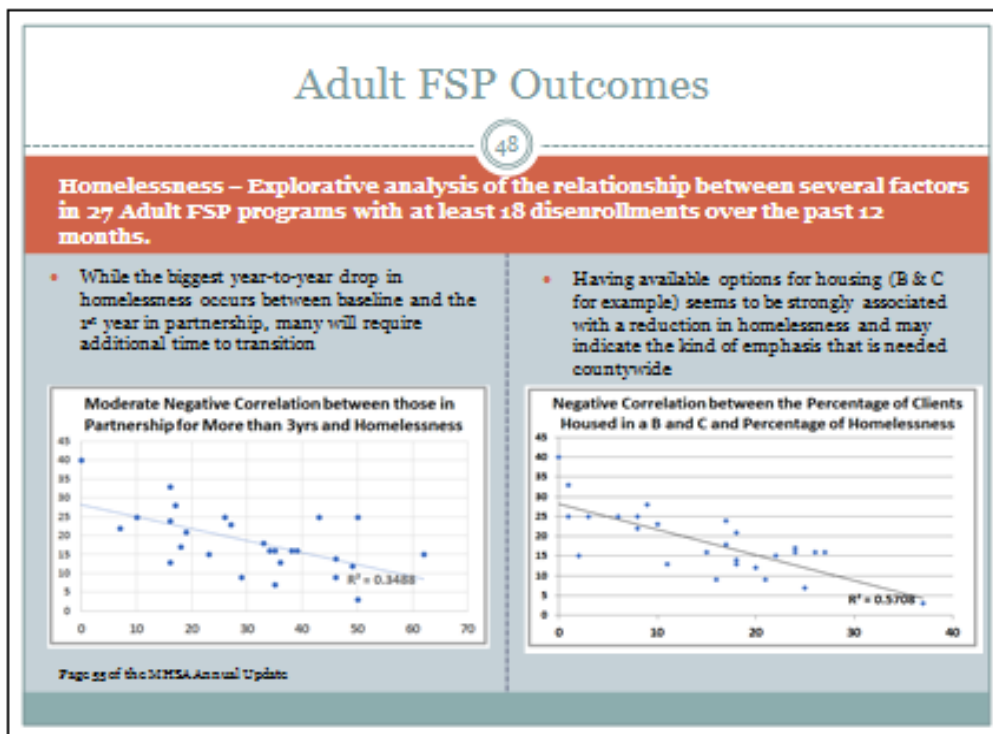 Adult FSP Outcomes
48
Homelessness – Explorative analysis of the relationship between several factors
in 27 Adult FSP programs with at least 18 disenrollments over the past 12
months.
• While the biggest year-to-year drop in
homelessness occurs between baseline and the
1st year in partnership, many will require
additional time to transition
• Having available options for housing (B & C
for example) seems to be strongly associated
with a reduction in homelessness and may
indicate the kind of emphasis that is needed
countywide
Moderate Negative Correlation between those in
Partnership for More than 3yrs and Homelessness
45
40
35
30
25
20
15
10
5
0
R² = 0.3488
0 10 20 30 40 50 60 70
Negative Correlation between the Percentage of Clients
Housed in a B and C and Percentage of Homelessness
45
40
35
30
25
20
15
10
5
0
R² = 0.5708
0 10 20 30 40
Page 55 of the MHSA Annual Update